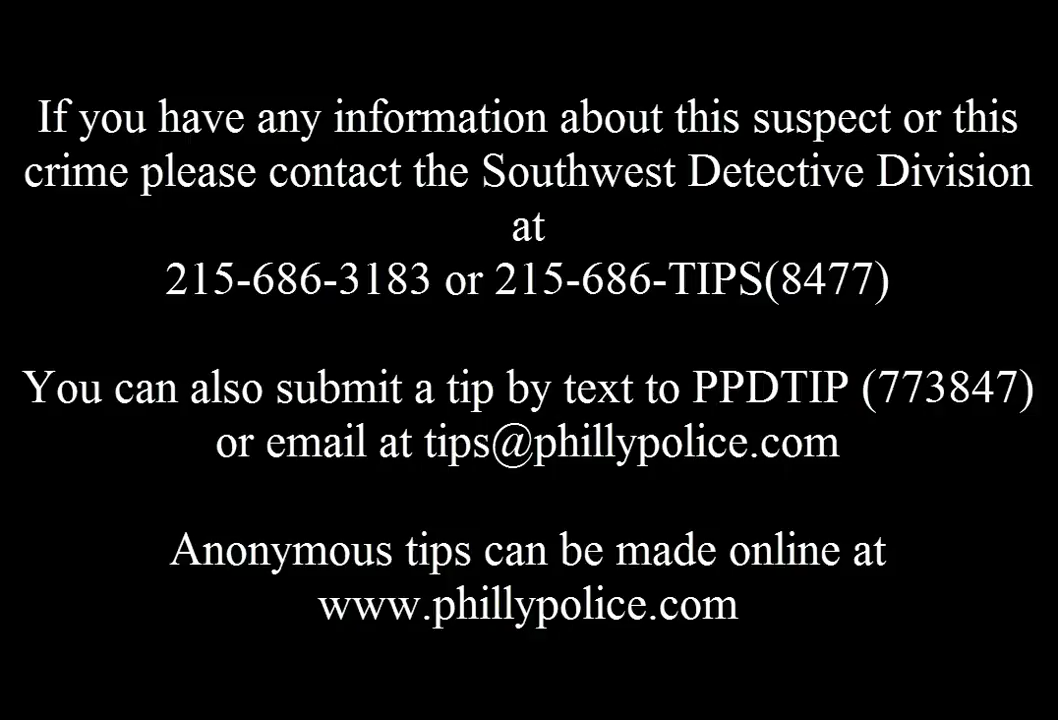 If you have any information about this suspect or this
crime please contact the Southwest Detective Division
at
215-686-3183 or 215-686-TIPS(8477)
You can also submit a tip by text to PPDTIP (773847)
or email at tips@phillypolice.com
Anonymous tips can be made online at
www.phillypolice.com